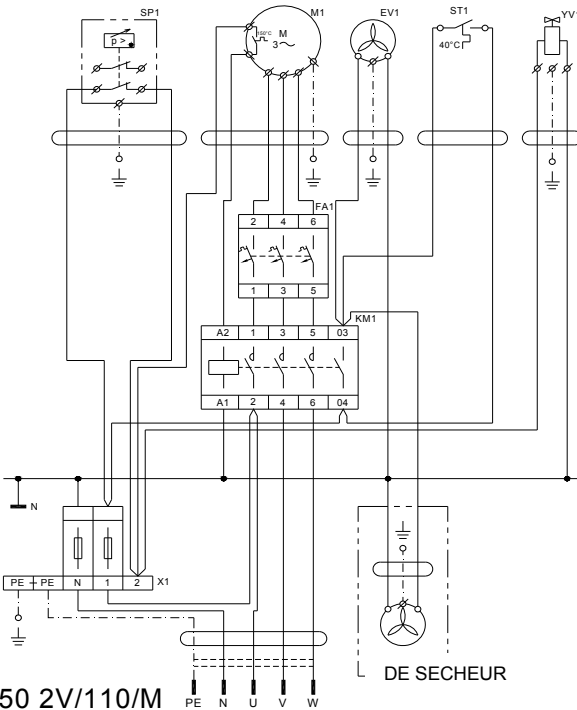 SP1 M1 EV1 ST1 YV1
p >
150°C M
3
40°C
FA1
2 4 6
1 3 5
KM1
A2 1 3 5 03
A1 2 4 6 04
N
PE PE N 1 2 X1
DE SECHEUR
50 2V/110/M
PE N U V W